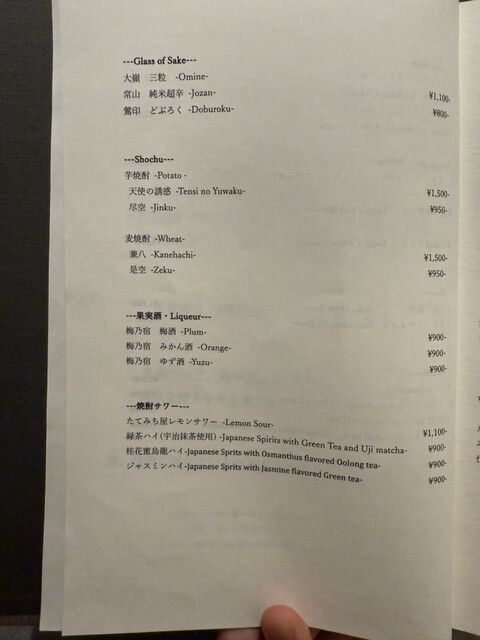 ---Glass of Sake---
大嶺 三粒 -Omine-
常山 純米超辛 -Jozan- ¥1,100-
鶯印 どぶろく -Doburoku- ¥800-
---Shochu---
芋焼酎 -Potato -
天使の誘惑 -Tensi no Yuwaku- ¥1,500-
尽空 -Jinku- ¥950-
麦焼酎 -Wheat-
兼八 -Kanehachi- ¥1,500-
是空 -Zeku- ¥950-
---果実酒・Liqueur---
梅乃宿 梅酒 -Plum- ¥900-
梅乃宿 みかん酒 -Orange- ¥900-
梅乃宿 ゆず酒 -Yuzu- ¥900-
---焼酎サワー---
たてみち屋レモンサワー -Lemon Sour- ¥1,100-
緑茶ハイ(宇治抹茶使用) -Japanese Spirits with Green Tea and Uji matcha- ¥900-
桂花蜜烏龍ハイ-Japanese Sprits with Osmanthus flavored Oolong tea- ¥900-
ジャスミンハイ-Japanese Sprits with Jasmine flavored Green tea- ¥900-